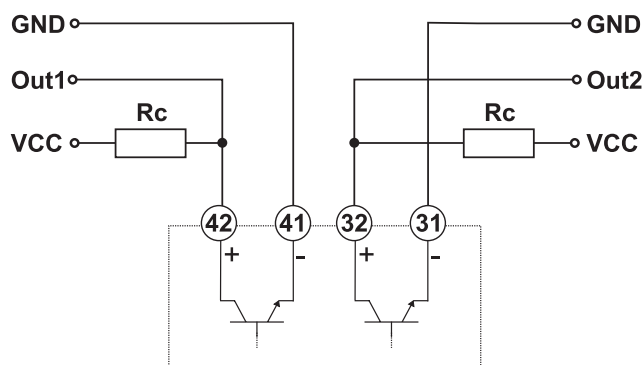 GND GND
Out1 Out2
Rc Rc
VCC VCC
42 41 32 31
+ - + -